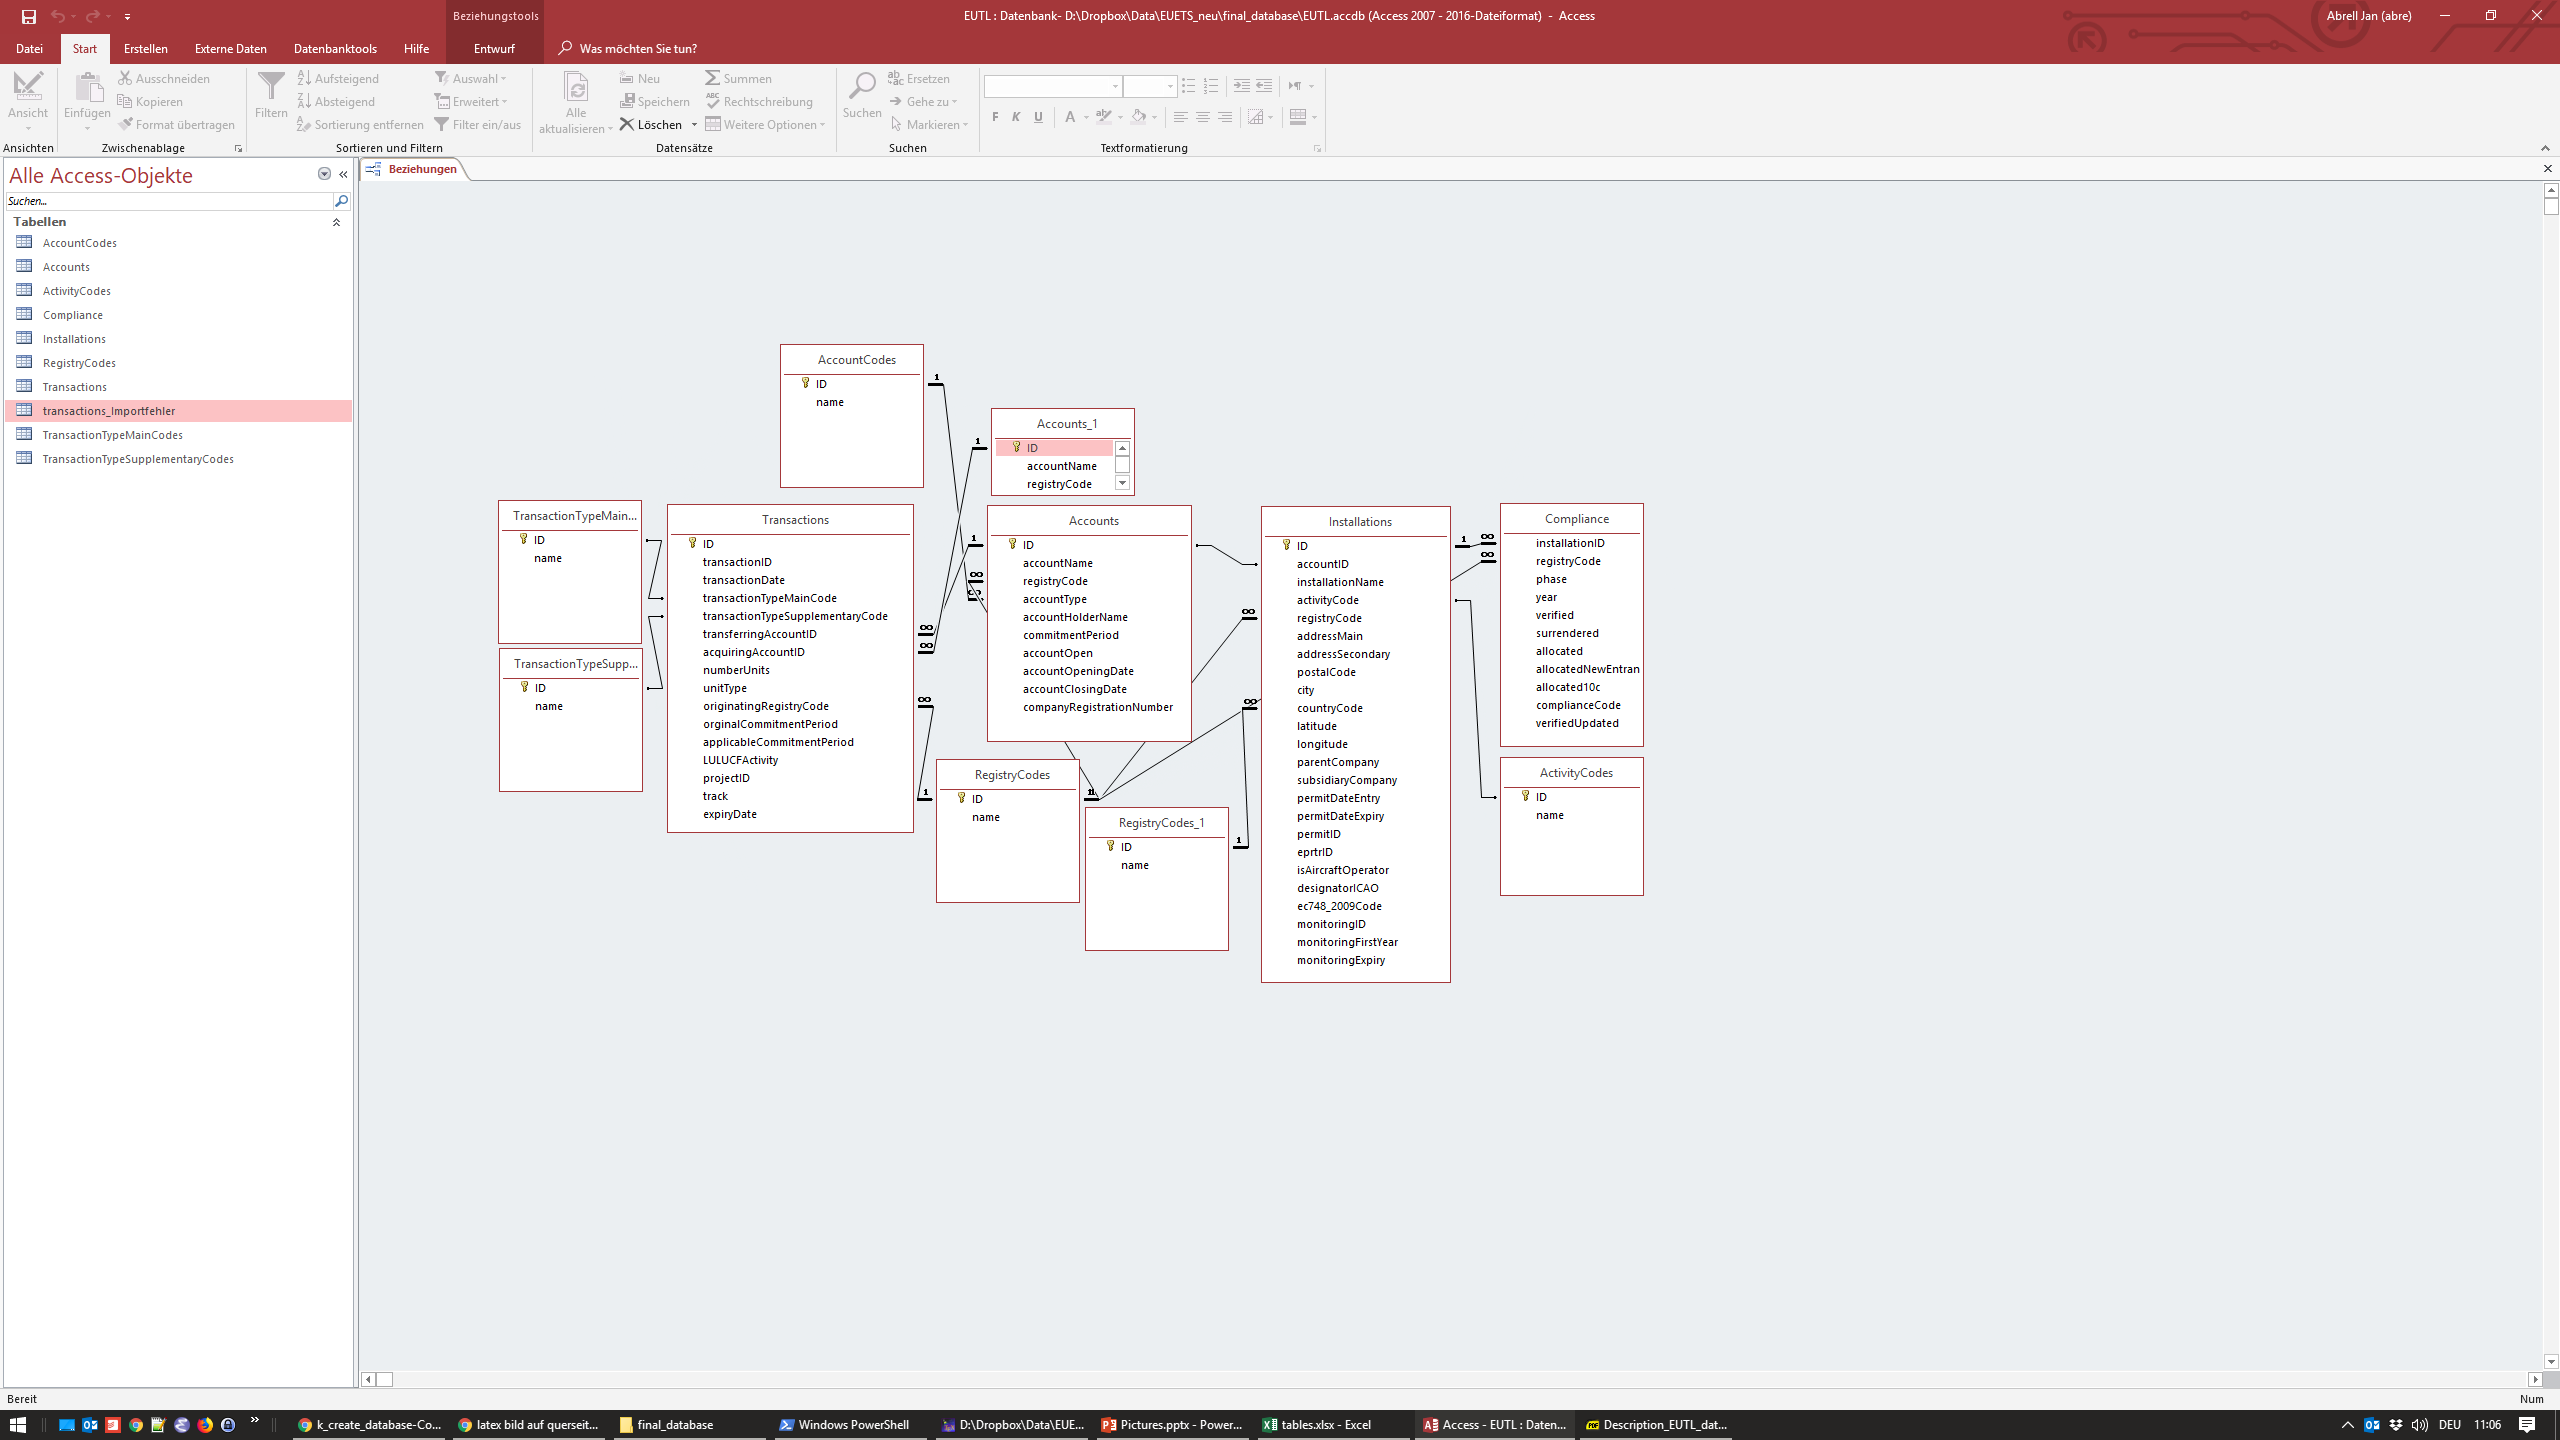 Beziehungstools
EUTL : Datenbank- D:\Dropbox\Data\EUETS_neu\final_database\EUTL.accdb (Access 2007 - 2016-Dateiformat) - Access
Abrell Jan (abre)
Datei
Start
Erstellen
Externe Daten
Datenbanktools
Hilfe
Entwurf
Was möchten Sie tun?
Ansicht
Ansichten
Einfügen
Ausschneiden
Kopieren
Format übertragen
Zwischenablage
Filtern
Aufsteigend
Absteigend
Sortierung entfernen
Auswahl
Erweitert
Filter ein/aus
Sortieren und Filtern
Alle
aktualisieren
Neu
Speichern
Löschen
Summen
Rechtschreibung
Weitere Optionen
Datensätze
Suchen
Ersetzen
Gehe zu
Markieren
Suchen
F K U A
Textformatierung
Alle Access-Objekte
Suchen...
Tabellen
AccountCodes
Accounts
ActivityCodes
Compliance
Installations
RegistryCodes
Transactions
transactions_Importfehler
TransactionTypeMainCodes
TransactionTypeSupplementaryCodes
Beziehungen
AccountCodes
ID
name
1
Accounts_1
ID
accountName
registryCode
1
TransactionTypeMain...
ID
name
TransactionTypeSupp...
ID
name
Transactions
ID
transactionID
transactionDate
transactionTypeMainCode
transactionTypeSupplementaryCode
transferringAccountID
acquiringAccountID
numberUnits
unitType
originatingRegistryCode
orginalCommitmentPeriod
applicableCommitmentPeriod
LULUCFActivity
projectID
track
expiryDate
∞
∞
∞
1
1
∞
Accounts
ID
accountName
registryCode
accountType
accountHolderName
commitmentPeriod
accountOpen
accountOpeningDate
accountClosingDate
companyRegistrationNumber
RegistryCodes
ID
name
RegistryCodes_1
ID
name
1
∞
∞
Installations
ID
accountID
installationName
activityCode
registryCode
addressMain
addressSecondary
postalCode
city
countryCode
latitude
longitude
parentCompany
subsidiaryCompany
permitDateEntry
permitDateExpiry
permitID
eprtrID
isAircraftOperator
designatorICAO
ec748_2009Code
monitoringID
monitoringFirstYear
monitoringExpiry
1
∞
∞
Compliance
installationID
registryCode
phase
year
verified
surrendered
allocated
allocatedNewEntran
allocated10c
complianceCode
verifiedUpdated
ActivityCodes
ID
name
Bereit
Num
k_create_database-Co...
latex bild auf querseit...
final_database
Windows PowerShell
D:\Dropbox\Data\EUE...
Pictures.pptx - Power...
tables.xlsx - Excel
Access - EUTL : Daten...
Description_EUTL_dat...
DEU
11:06